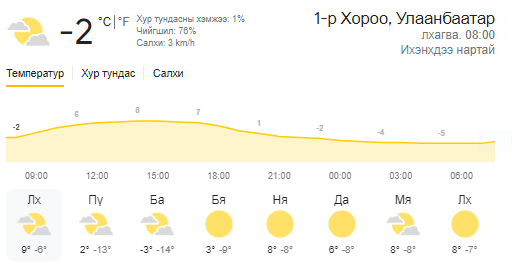 -2 °C | °F
Хур тундасны хэмжээ: 1%
Чийгшил: 78%
Салхи: 3 km/h
1-р Хороо, Улаанбаатар
лхагва. 08:00
Ихэнхдээ нартай
Температур | Хур тундас | Салхи
-2 6 8 7 1 -2 -4 -5
09:00 12:00 15:00 18:00 21:00 00:00 03:00 06:00
Лх Пү Ба Бя Ня Да Мя Лх
9° -6° 2° -13° -3° -14° 3° -9° 8° -8° 6° -8° 8° -8° 8° -7°